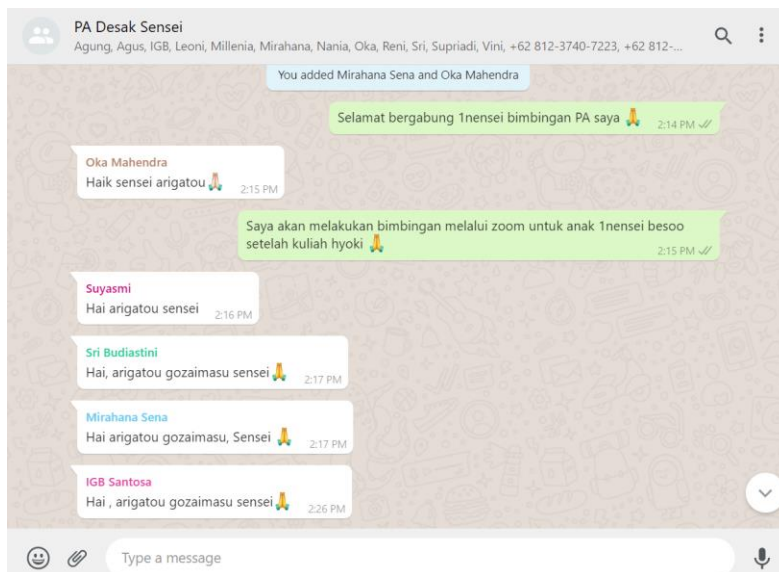 PA Desak Sensei
Agung, Agus, IGB, Leoni, Millenia, Mirahana, Nania, Oka, Reni, Sri, Supriadi, Vini, +62 812-3740-7223, +62 812-...
You added Mirahana Sena and Oka Mahendra
Selamat bergabung 1nensei bimbingan PA saya 🙏
2:14 PM
Oka Mahendra
Haik sensei arigatou🙏
2:15 PM
Saya akan melakukan bimbingan melalui zoom untuk anak 1nensei besoo
setelah kuliah hyoki 🙏
2:15 PM
Suyasmi
Hai arigatou sensei
2:16 PM
Sri Budiastini
Hai, arigatou gozaimasu sensei🙏
2:17 PM
Mirahana Sena
Hai arigatou gozaimasu, Sensei 🙏
2:17 PM
IGB Santosa
Hai , arigatou gozaimasu sensei🙏
2:26 PM
Type a message